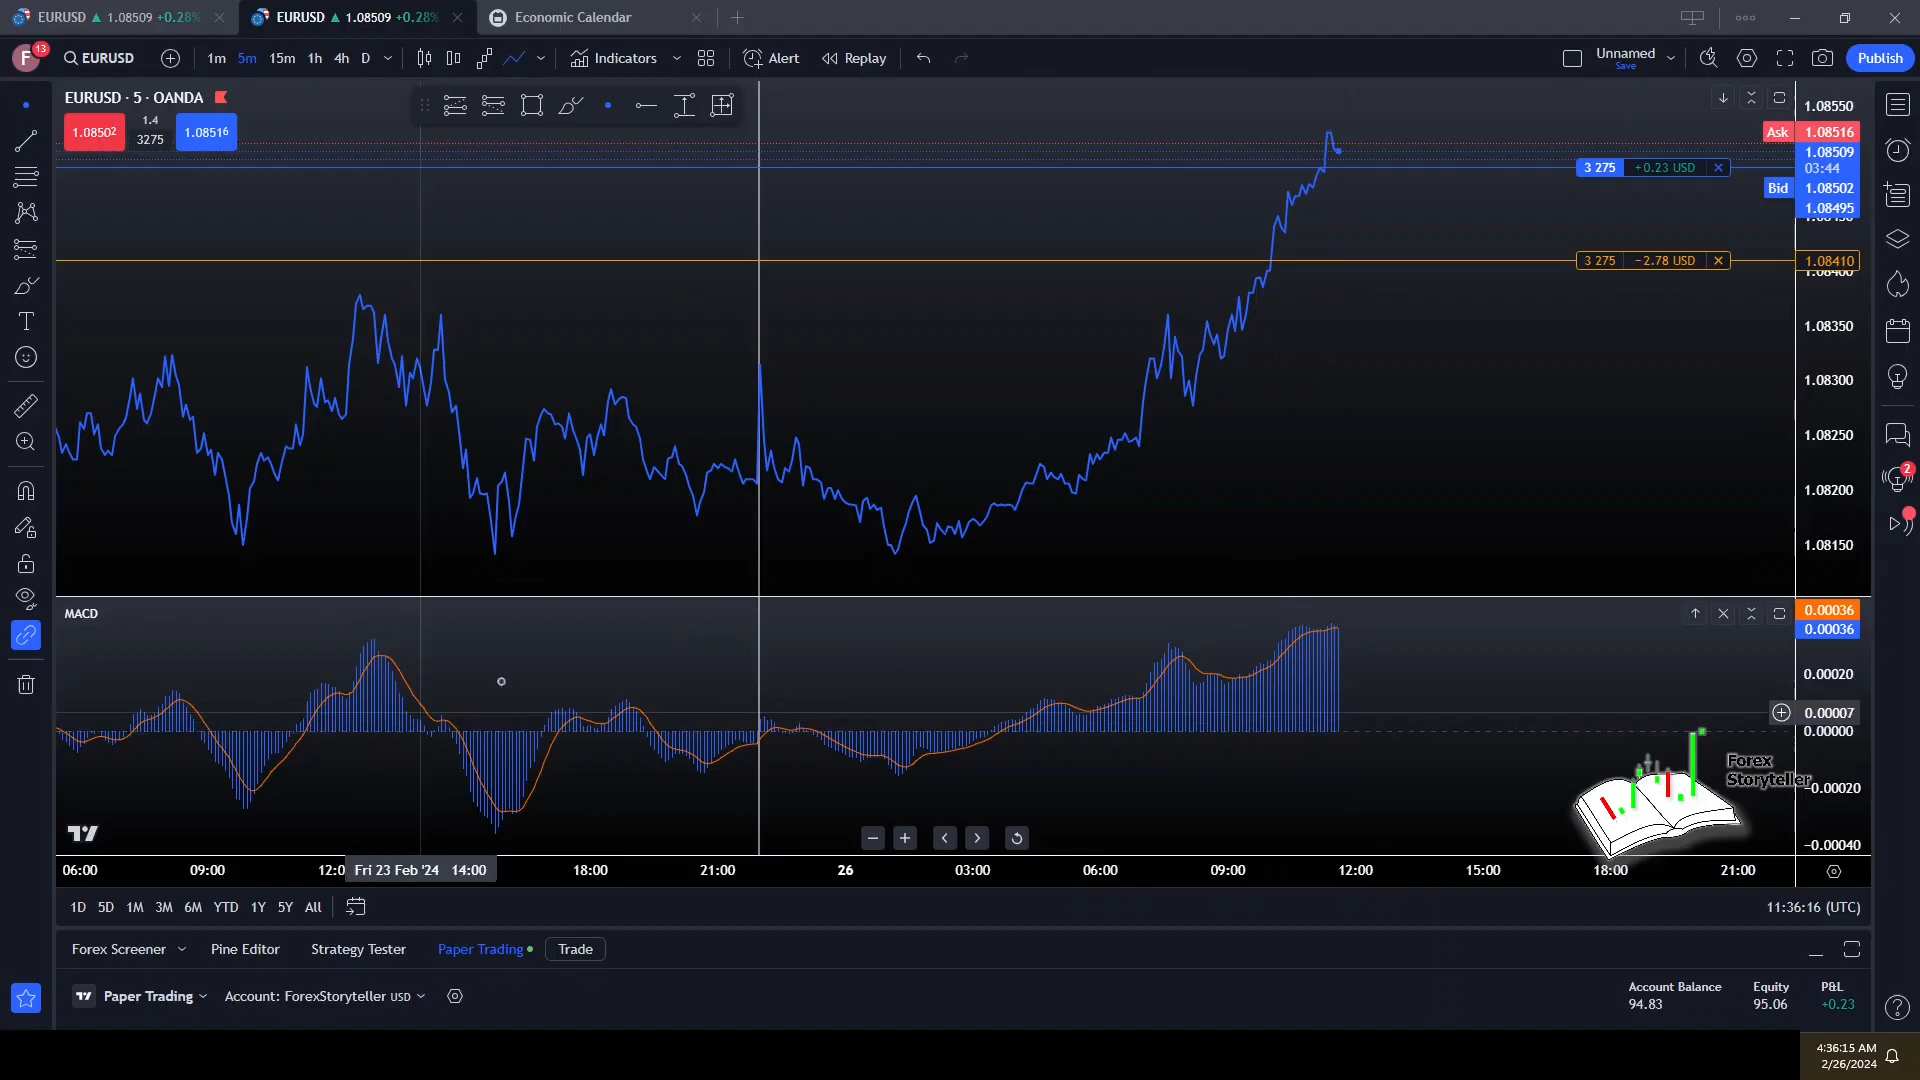 EURUSD ▲ 1.08509 +0.28%
EURUSD ▲ 1.08509 +0.28%
Economic Calendar
F
13
EURUSD
1m 5m 15m 1h 4h D
Indicators
Alert
Replay
Unnamed
Save
Publish
EURUSD · 5 · OANDA
1.08502
1.4
3275
1.08516
1.08550
Ask 1.08516
1.08509
03:44
Bid 1.08502
1.08495
3 275 +0.23 USD
3 275 −2.78 USD
1.08410
1.08400
1.08350
1.08300
1.08250
1.08200
1.08150
2
MACD
0.00036
0.00036
0.00020
0.00007
0.00000
−0.00020
−0.00040
Forex
Storyteller
06:00 09:00 12:0 Fri 23 Feb '24 14:00 18:00 21:00 26 03:00 06:00 09:00 12:00 15:00 18:00 21:00
1D 5D 1M 3M 6M YTD 1Y 5Y All
11:36:16 (UTC)
Forex Screener Pine Editor Strategy Tester Paper Trading Trade
Paper Trading Account: ForexStoryteller USD
Account Balance Equity P&L
94.83 95.06 +0.23
4:36:15 AM
2/26/2024